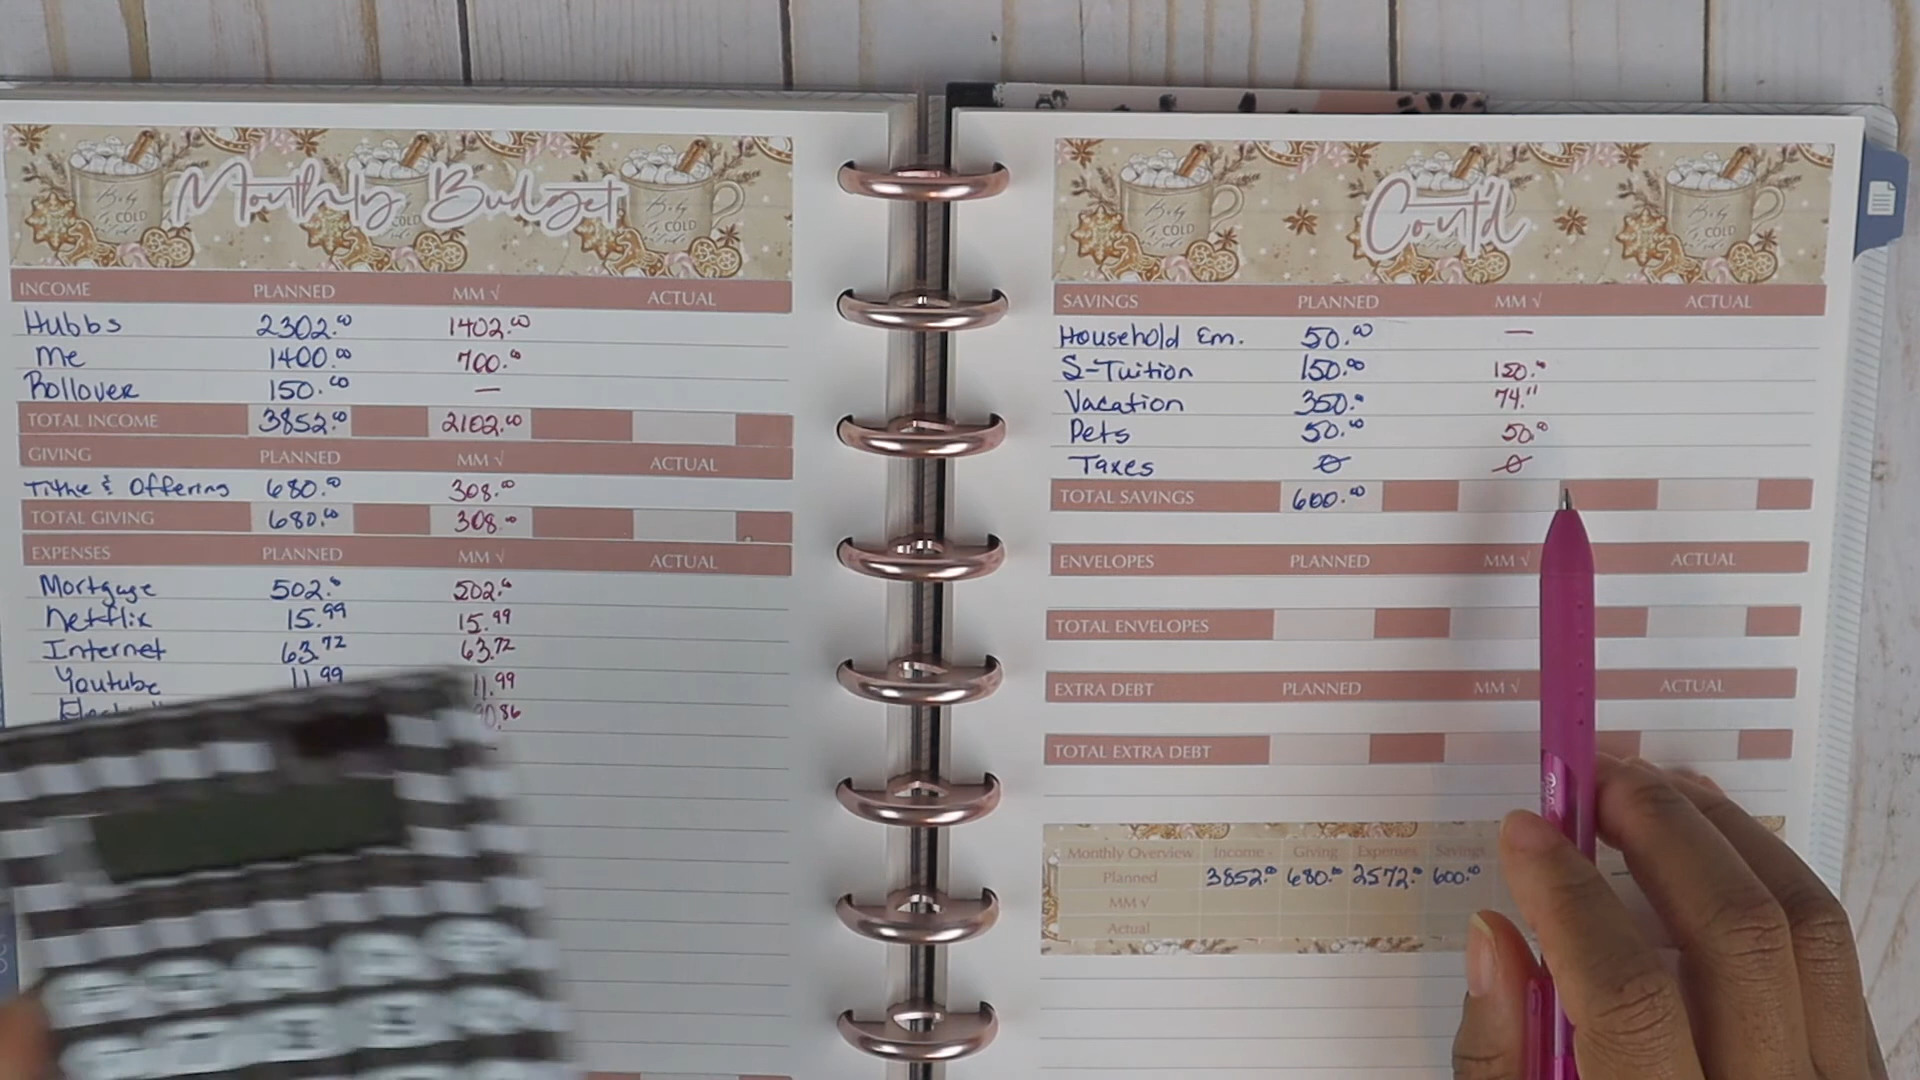 Monthly Budget
INCOME PLANNED MM √ ACTUAL
Hubbs 2302.00 1402.00
Me 1400.00 700.00
Rollover 150.00 —
TOTAL INCOME 3852.00 2102.00
GIVING PLANNED MM √ ACTUAL
Tithe & Offering 680.00 308.00
TOTAL GIVING 680.00 308.00
EXPENSES PLANNED MM √ ACTUAL
Mortgage 502.00
Netflix 15.99 15.99
Internet 63.72 63.72
Youtube 11.99 11.99
Cont'd
SAVINGS PLANNED MM √ ACTUAL
Household Em. 50.00 —
S-Tuition 150.00
Vacation 350.00 74.11
Pets 50.00 50.00
Taxes 0 0
TOTAL SAVINGS 600.00
ENVELOPES PLANNED MM √ ACTUAL
TOTAL ENVELOPES
EXTRA DEBT PLANNED MM √ ACTUAL
TOTAL EXTRA DEBT
Monthly Overview Income Giving Expenses Savings
Planned 3852.00 680.00 2572.00 600.00
MM √
Actual